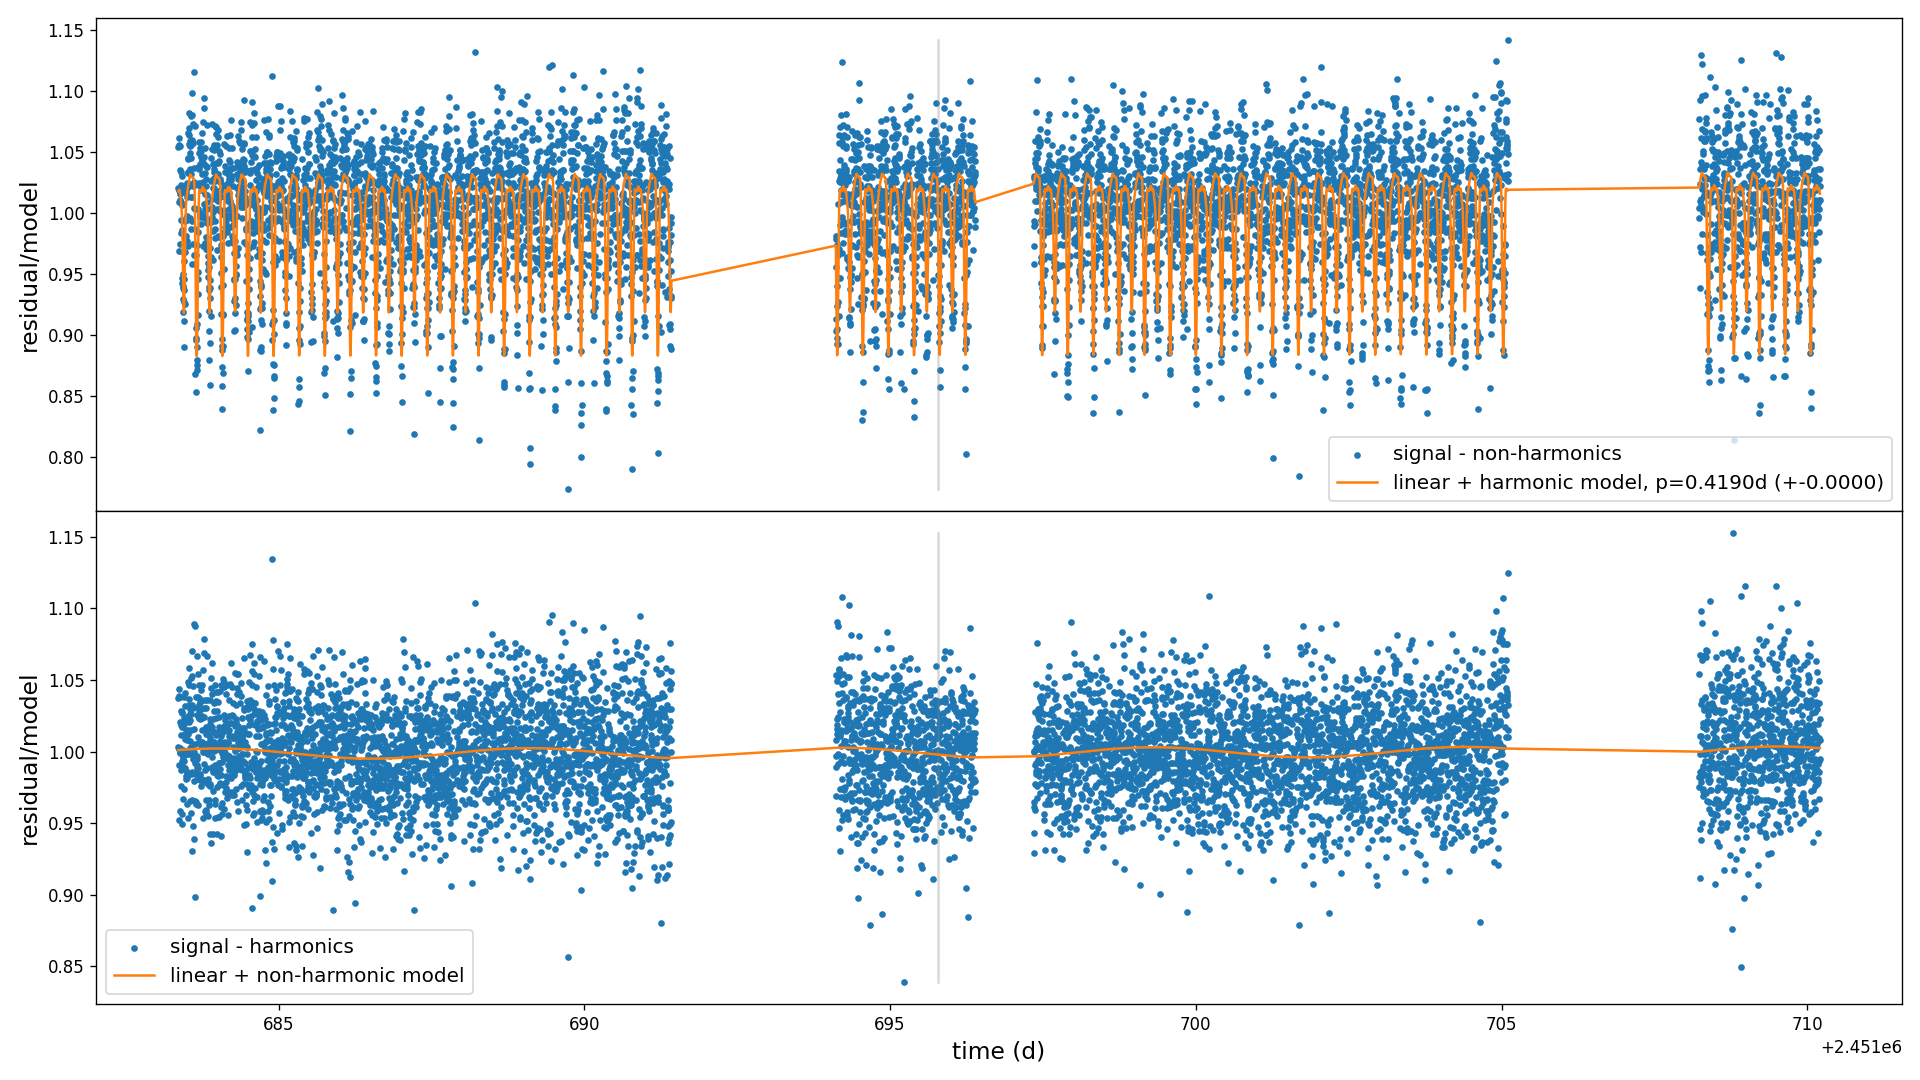 1.15
1.10
1.05
1.00
0.95
0.90
0.85
0.80
residual/model
signal - non-harmonics
linear + harmonic model, p=0.4190d (+-0.0000)
1.15
1.10
1.05
1.00
0.95
0.90
0.85
residual/model
signal - harmonics
linear + non-harmonic model
685 690 695 700 705 710
+2.451e6
time (d)